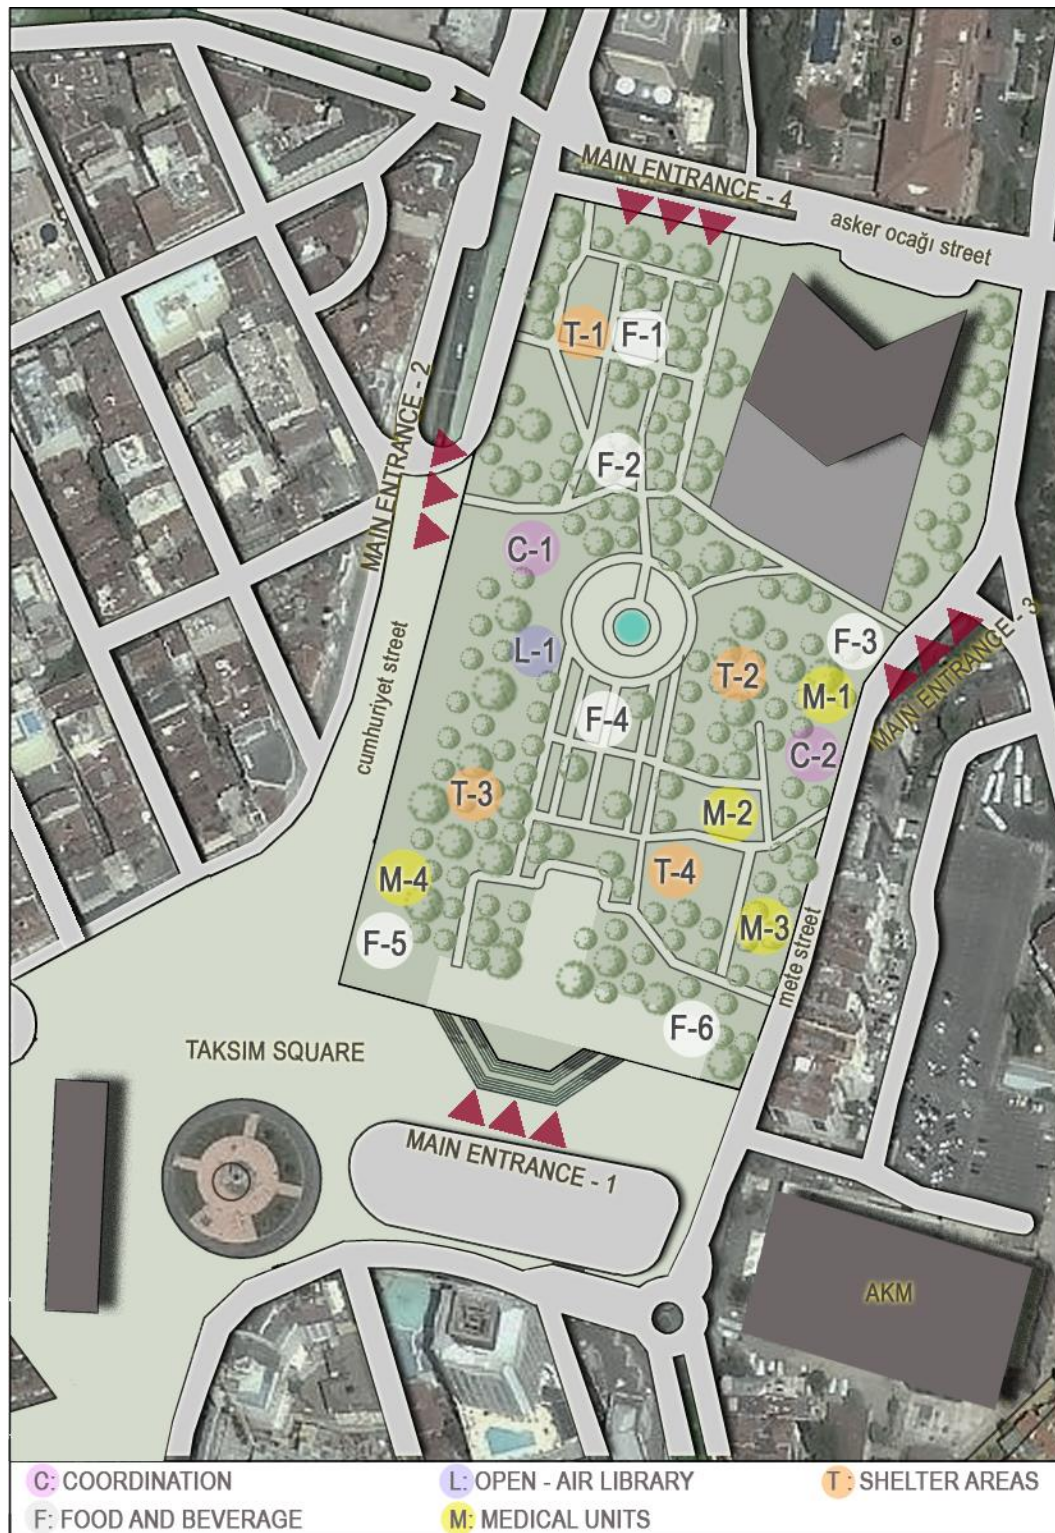 MAIN ENTRANCE - 4
asker ocağı street
T-1
F-1
MAIN ENTRANCE - 2
F-2
C-1
MAIN ENTRANGE - 3
F-3
L-1
T-2
M-1
cumhuriyet street
F-4
C-2
T-3
M-2
M-4
T-4
F-5
M-3
mete street
F-6
TAKSIM SQUARE
MAIN ENTRANCE - 1
AKM
C: COORDINATION
L: OPEN - AIR LIBRARY
T: SHELTER AREAS
F: FOOD AND BEVERAGE
M: MEDICAL UNITS